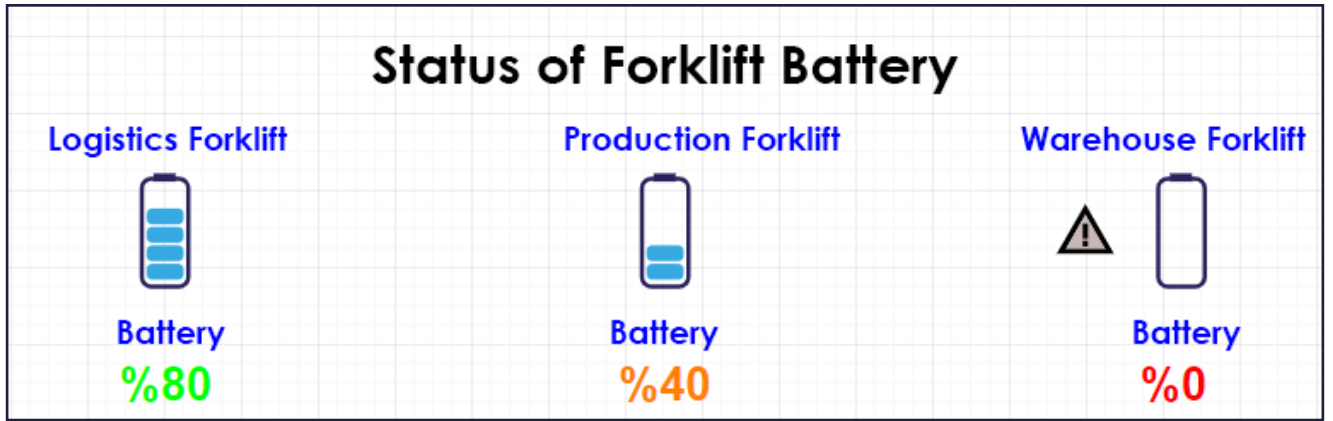 Status of Forklift Battery
Logistics Forklift
Production Forklift
Warehouse Forklift
!
Battery
Battery
Battery
%80
%40
%0